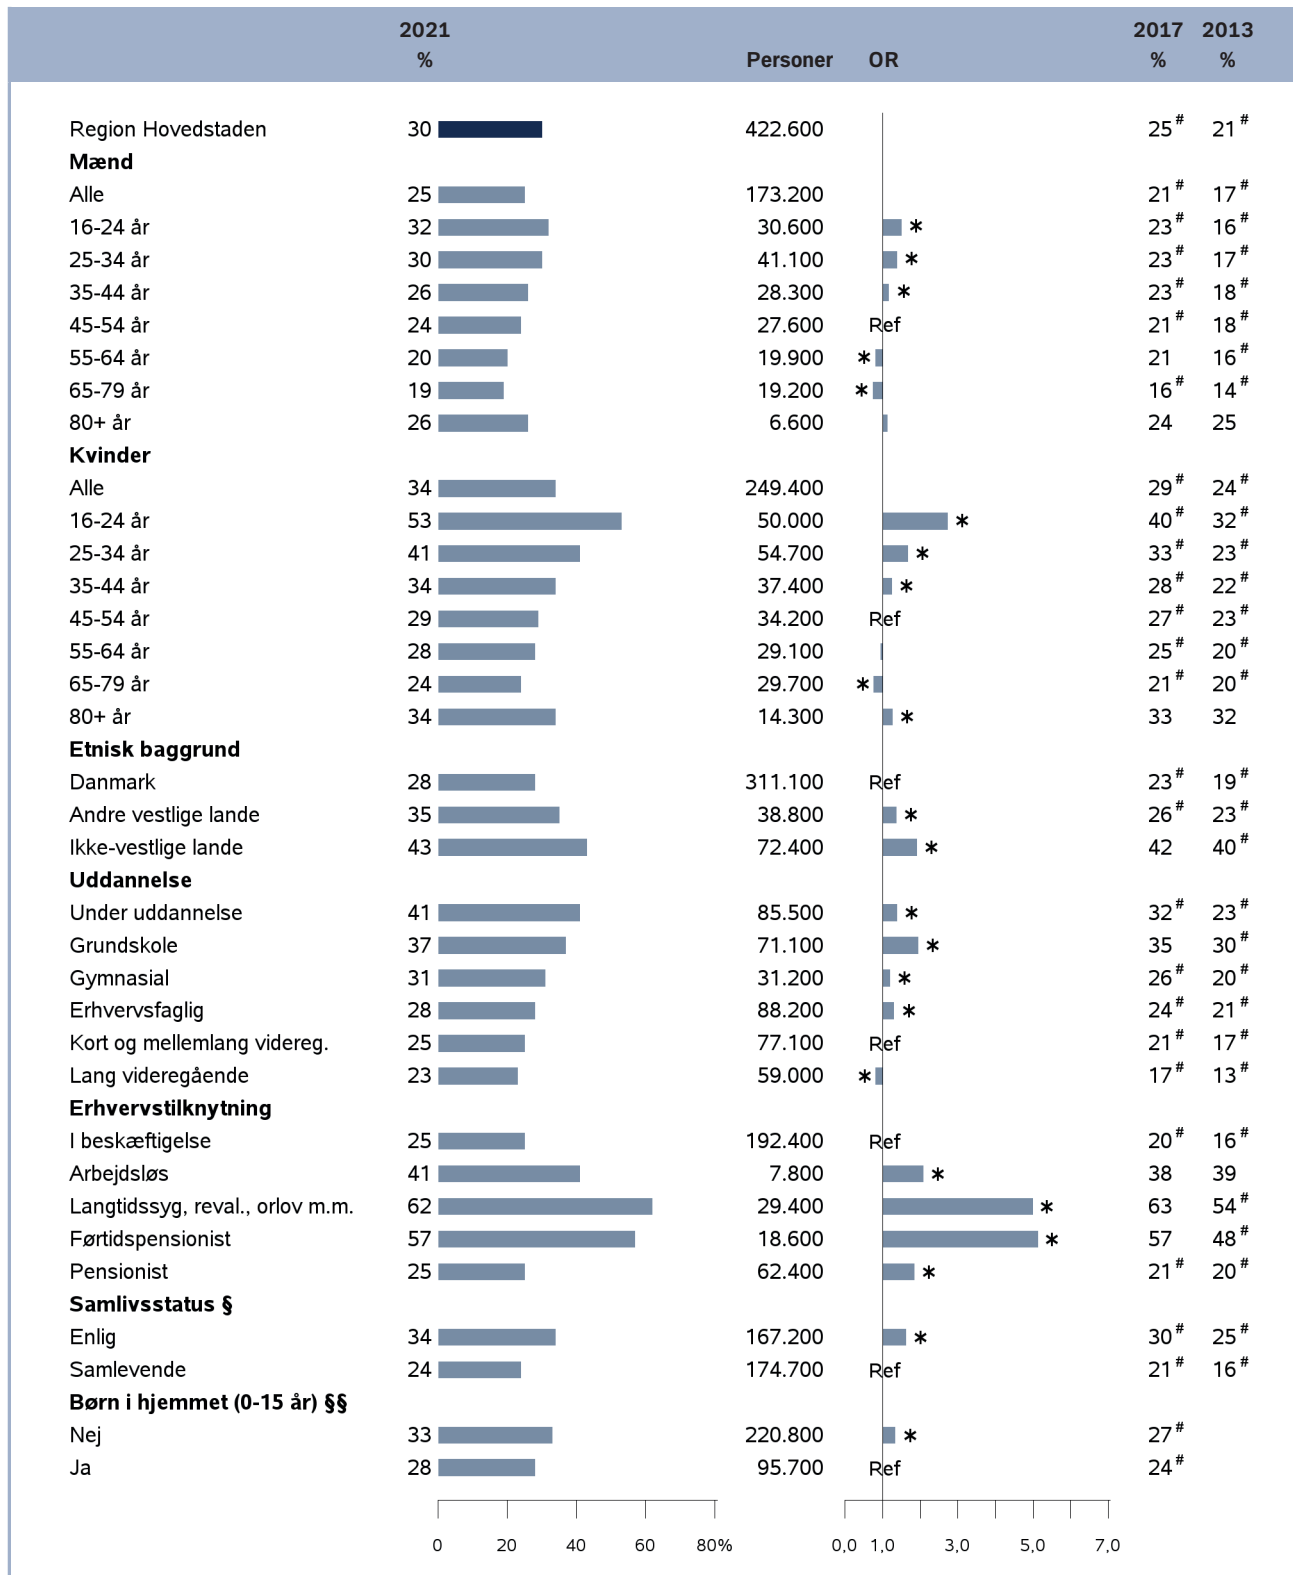 2021 2017 2013
% Personer OR % %
Region Hovedstaden 30 422.600 25# 21#
Mænd
Alle 25 173.200 21# 17#
16-24 år 32 30.600 * 23# 16#
25-34 år 30 41.100 * 23# 17#
35-44 år 26 28.300 * 23# 18#
45-54 år 24 27.600 Ref 21# 18#
55-64 år 20 19.900 * 21 16#
65-79 år 19 19.200 * 16# 14#
80+ år 26 6.600 24 25
Kvinder
Alle 34 249.400 29# 24#
16-24 år 53 50.000 * 40# 32#
25-34 år 41 54.700 * 33# 23#
35-44 år 34 37.400 * 28# 22#
45-54 år 29 34.200 Ref 27# 23#
55-64 år 28 29.100 25# 20#
65-79 år 24 29.700 * 21# 20#
80+ år 34 14.300 * 33 32
Etnisk baggrund
Danmark 28 311.100 Ref 23# 19#
Andre vestlige lande 35 38.800 * 26# 23#
Ikke-vestlige lande 43 72.400 * 42 40#
Uddannelse
Under uddannelse 41 85.500 * 32# 23#
Grundskole 37 71.100 * 35 30#
Gymnasial 31 31.200 * 26# 20#
Erhvervsfaglig 28 88.200 * 24# 21#
Kort og mellemlang videreg. 25 77.100 Ref 21# 17#
Lang videregående 23 59.000 * 17# 13#
Erhvervstilknytning
I beskæftigelse 25 192.400 Ref 20# 16#
Arbejdsløs 41 7.800 * 38 39
Langtidssyg, reval., orlov m.m. 62 29.400 * 63 54#
Førtidspensionist 57 18.600 * 57 48#
Pensionist 25 62.400 * 21# 20#
Samlivsstatus §
Enlig 34 167.200 * 30# 25#
Samlevende 24 174.700 Ref 21# 16#
Børn i hjemmet (0-15 år) §§
Nej 33 220.800 * 27#
Ja 28 95.700 Ref 24#
0 20 40 60 80% 0,0 1,0 3,0 5,0 7,0